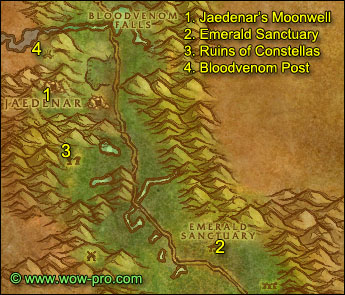 BLOODVENOM
FALLS
1. Jaedenar's Moonwell
2. Emerald Sanctuary
3. Ruins of Constellas
4. Bloodvenom Post
4
1
JAEDENAR
3
EMERALD
SANCTUARY
2
© www.wow-pro.com